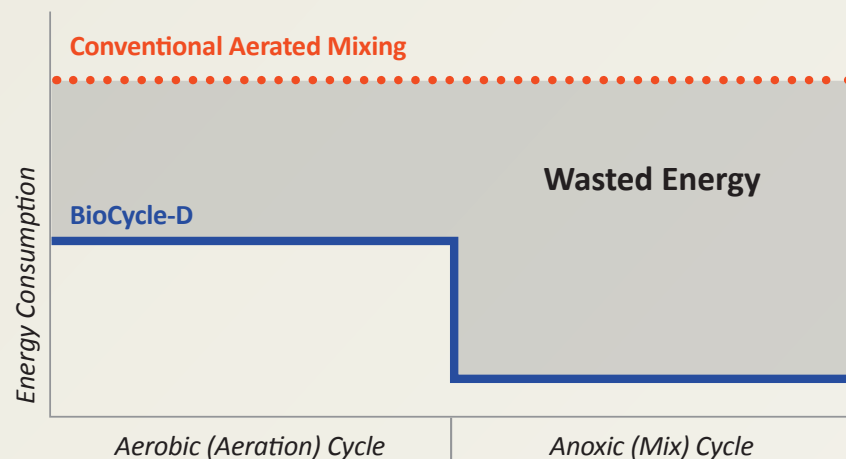 Conventional Aerated Mixing
Wasted Energy
BioCycle-D
Energy Consumption
Aerobic (Aeration) Cycle
Anoxic (Mix) Cycle